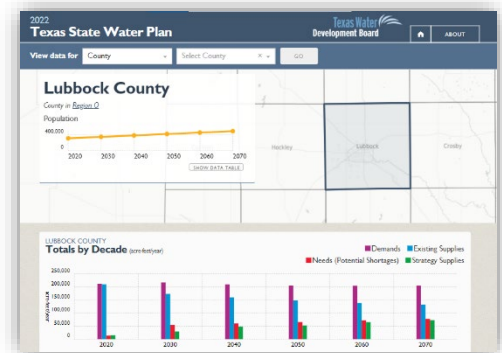 2022
Texas State Water Plan
Texas Water
Development Board
ABOUT
View data for County Select County GO
Lubbock County
County in Region O
Population
400,000
0
2020 2030 2040 2050 2060 2070
SHOW DATA TABLE
Hockley Lubbock Crosby
LUBBOCK COUNTY
Totals by Decade (acre-feet/year)
Demands Existing Supplies
Needs (Potential Shortages) Strategy Supplies
250,000
200,000
150,000
100,000
50,000
0
2020 2030 2040 2050 2060 2070